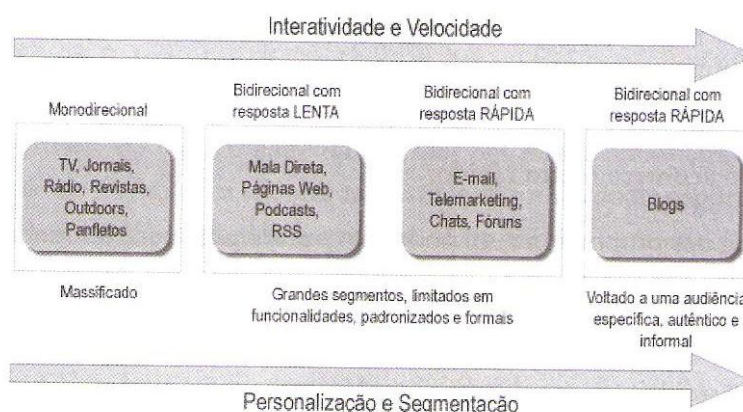 Interatividade e Velocidade
Monodirecional
Bidirecional com
resposta LENTA
Bidirecional com
resposta RÁPIDA
Bidirecional com
resposta RÁPIDA
TV, Jornais,
Rádio, Revistas,
Outdoors,
Panfletos
Mala Direta,
Páginas Web,
Podcasts,
RSS
E-mail,
Telemarketing,
Chats, Fóruns
Blogs
Massificado
Grandes segmentos, limitados em
funcionalidades, padronizados e formais
Voltado a uma audiência
específica, autêntico e
informal
Personalização e Segmentação